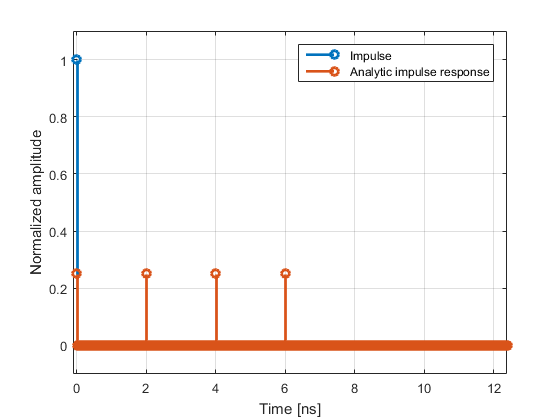 Impulse
Analytic impulse response
Normalized amplitude
1
0.8
0.6
0.4
0.2
0
0 2 4 6 8 10 12
Time [ns]